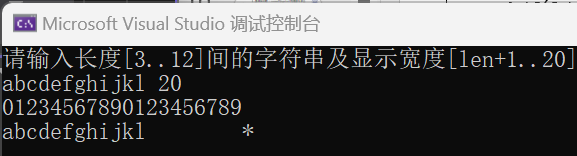 Microsoft Visual Studio 调试控制台
请输入长度[3..12]间的字符串及显示宽度[len+1..20]
abcdefghijkl 20
01234567890123456789
abcdefghijkl        *